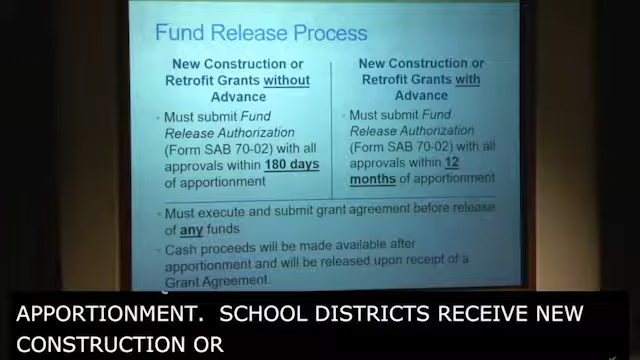 Fund Release Process
New Construction or
Retrofit Grants without
Advance
• Must submit Fund
Release Authorization
(Form SAB 70-02) with all
approvals within 180 days
of apportionment
New Construction or
Retrofit Grants with
Advance
• Must submit Fund
Release Authorization
(Form SAB 70-02) with all
approvals within 12
months of apportionment
• Must execute and submit grant agreement before release
of any funds
• Cash proceeds will be made available after
apportionment and will be released upon receipt of a
Grant Agreement.
APPORTIONMENT. SCHOOL DISTRICTS RECEIVE NEW
CONSTRUCTION OR